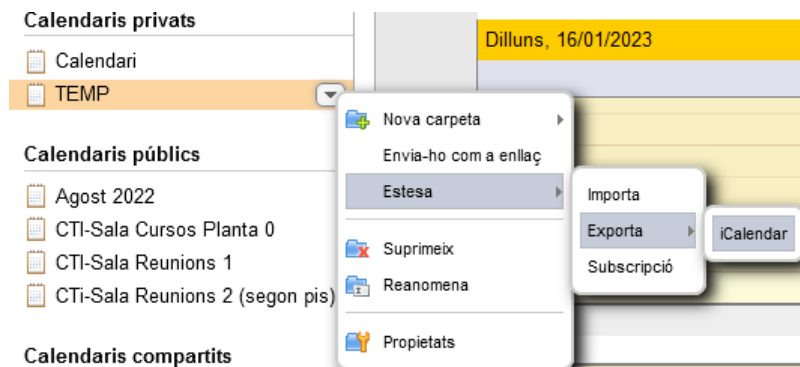 Calendaris privats
Calendari
TEMP
Calendaris públics
Agost 2022
CTI-Sala Cursos Planta 0
CTI-Sala Reunions 1
CTi-Sala Reunions 2 (segon pis)
Calendaris compartits
Dilluns, 16/01/2023
Nova carpeta
Envia-ho com a enllaç
Estesa
Suprimeix
Reanomena
Propietats
Importa
Exporta
Subscripció
iCalendar